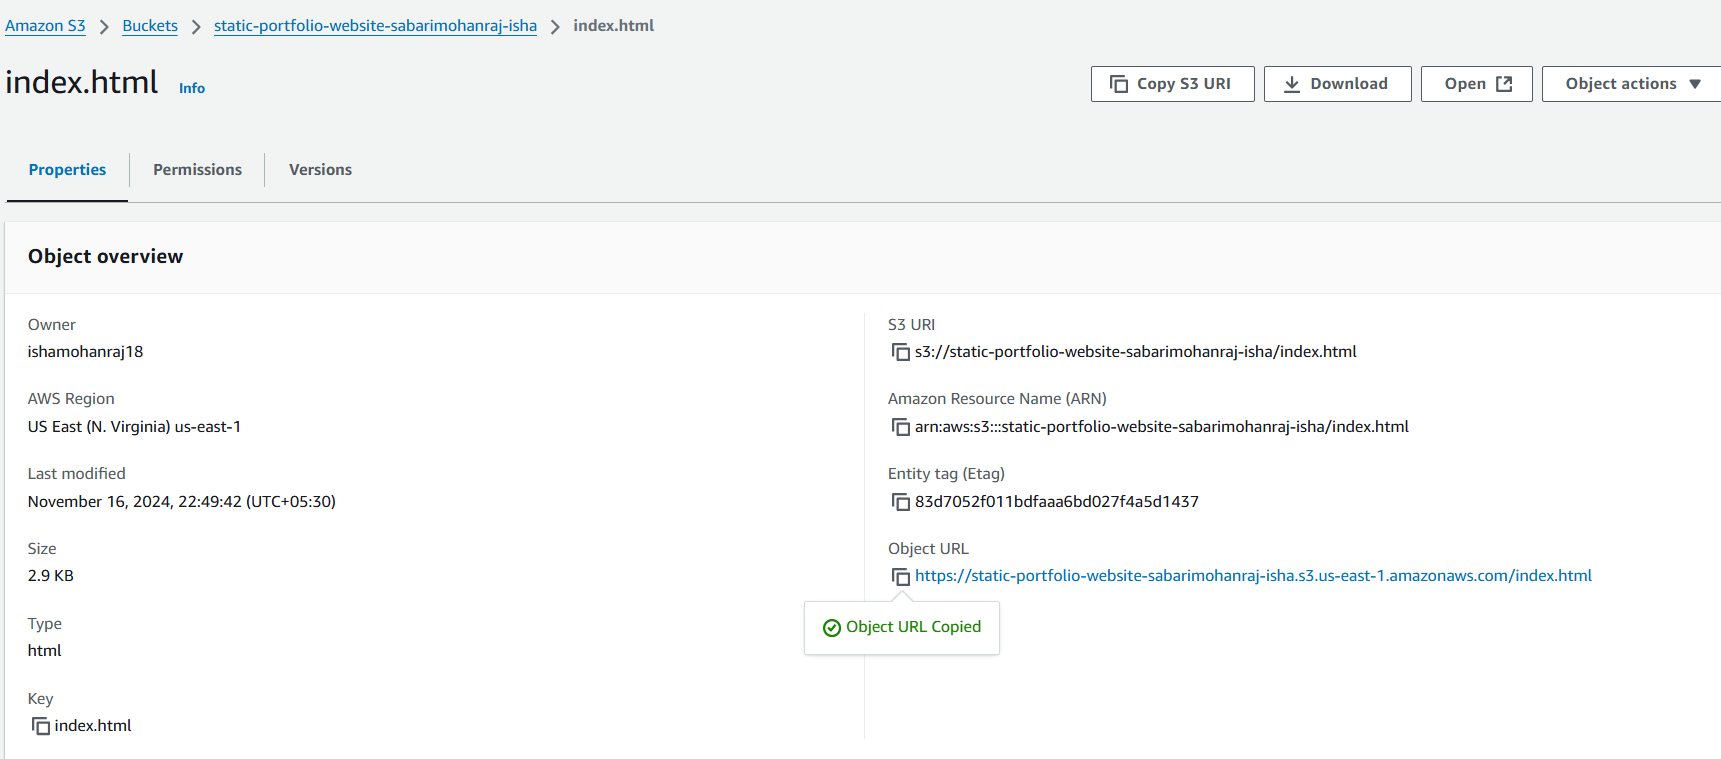 Amazon S3 > Buckets > static-portfolio-website-sabarimohanraj-isha > index.html
index.html Info
Copy S3 URI Download Open Object actions
Properties Permissions Versions
Object overview
Owner
ishamohanraj18
AWS Region
US East (N. Virginia) us-east-1
Last modified
November 16, 2024, 22:49:42 (UTC+05:30)
Size
2.9 KB
Type
html
Key
index.html
S3 URI
s3://static-portfolio-website-sabarimohanraj-isha/index.html
Amazon Resource Name (ARN)
arn:aws:s3:::static-portfolio-website-sabarimohanraj-isha/index.html
Entity tag (Etag)
83d7052f011bdfaaa6bd027f4a5d1437
Object URL
https://static-portfolio-website-sabarimohanraj-isha.s3.us-east-1.amazonaws.com/index.html
Object URL Copied